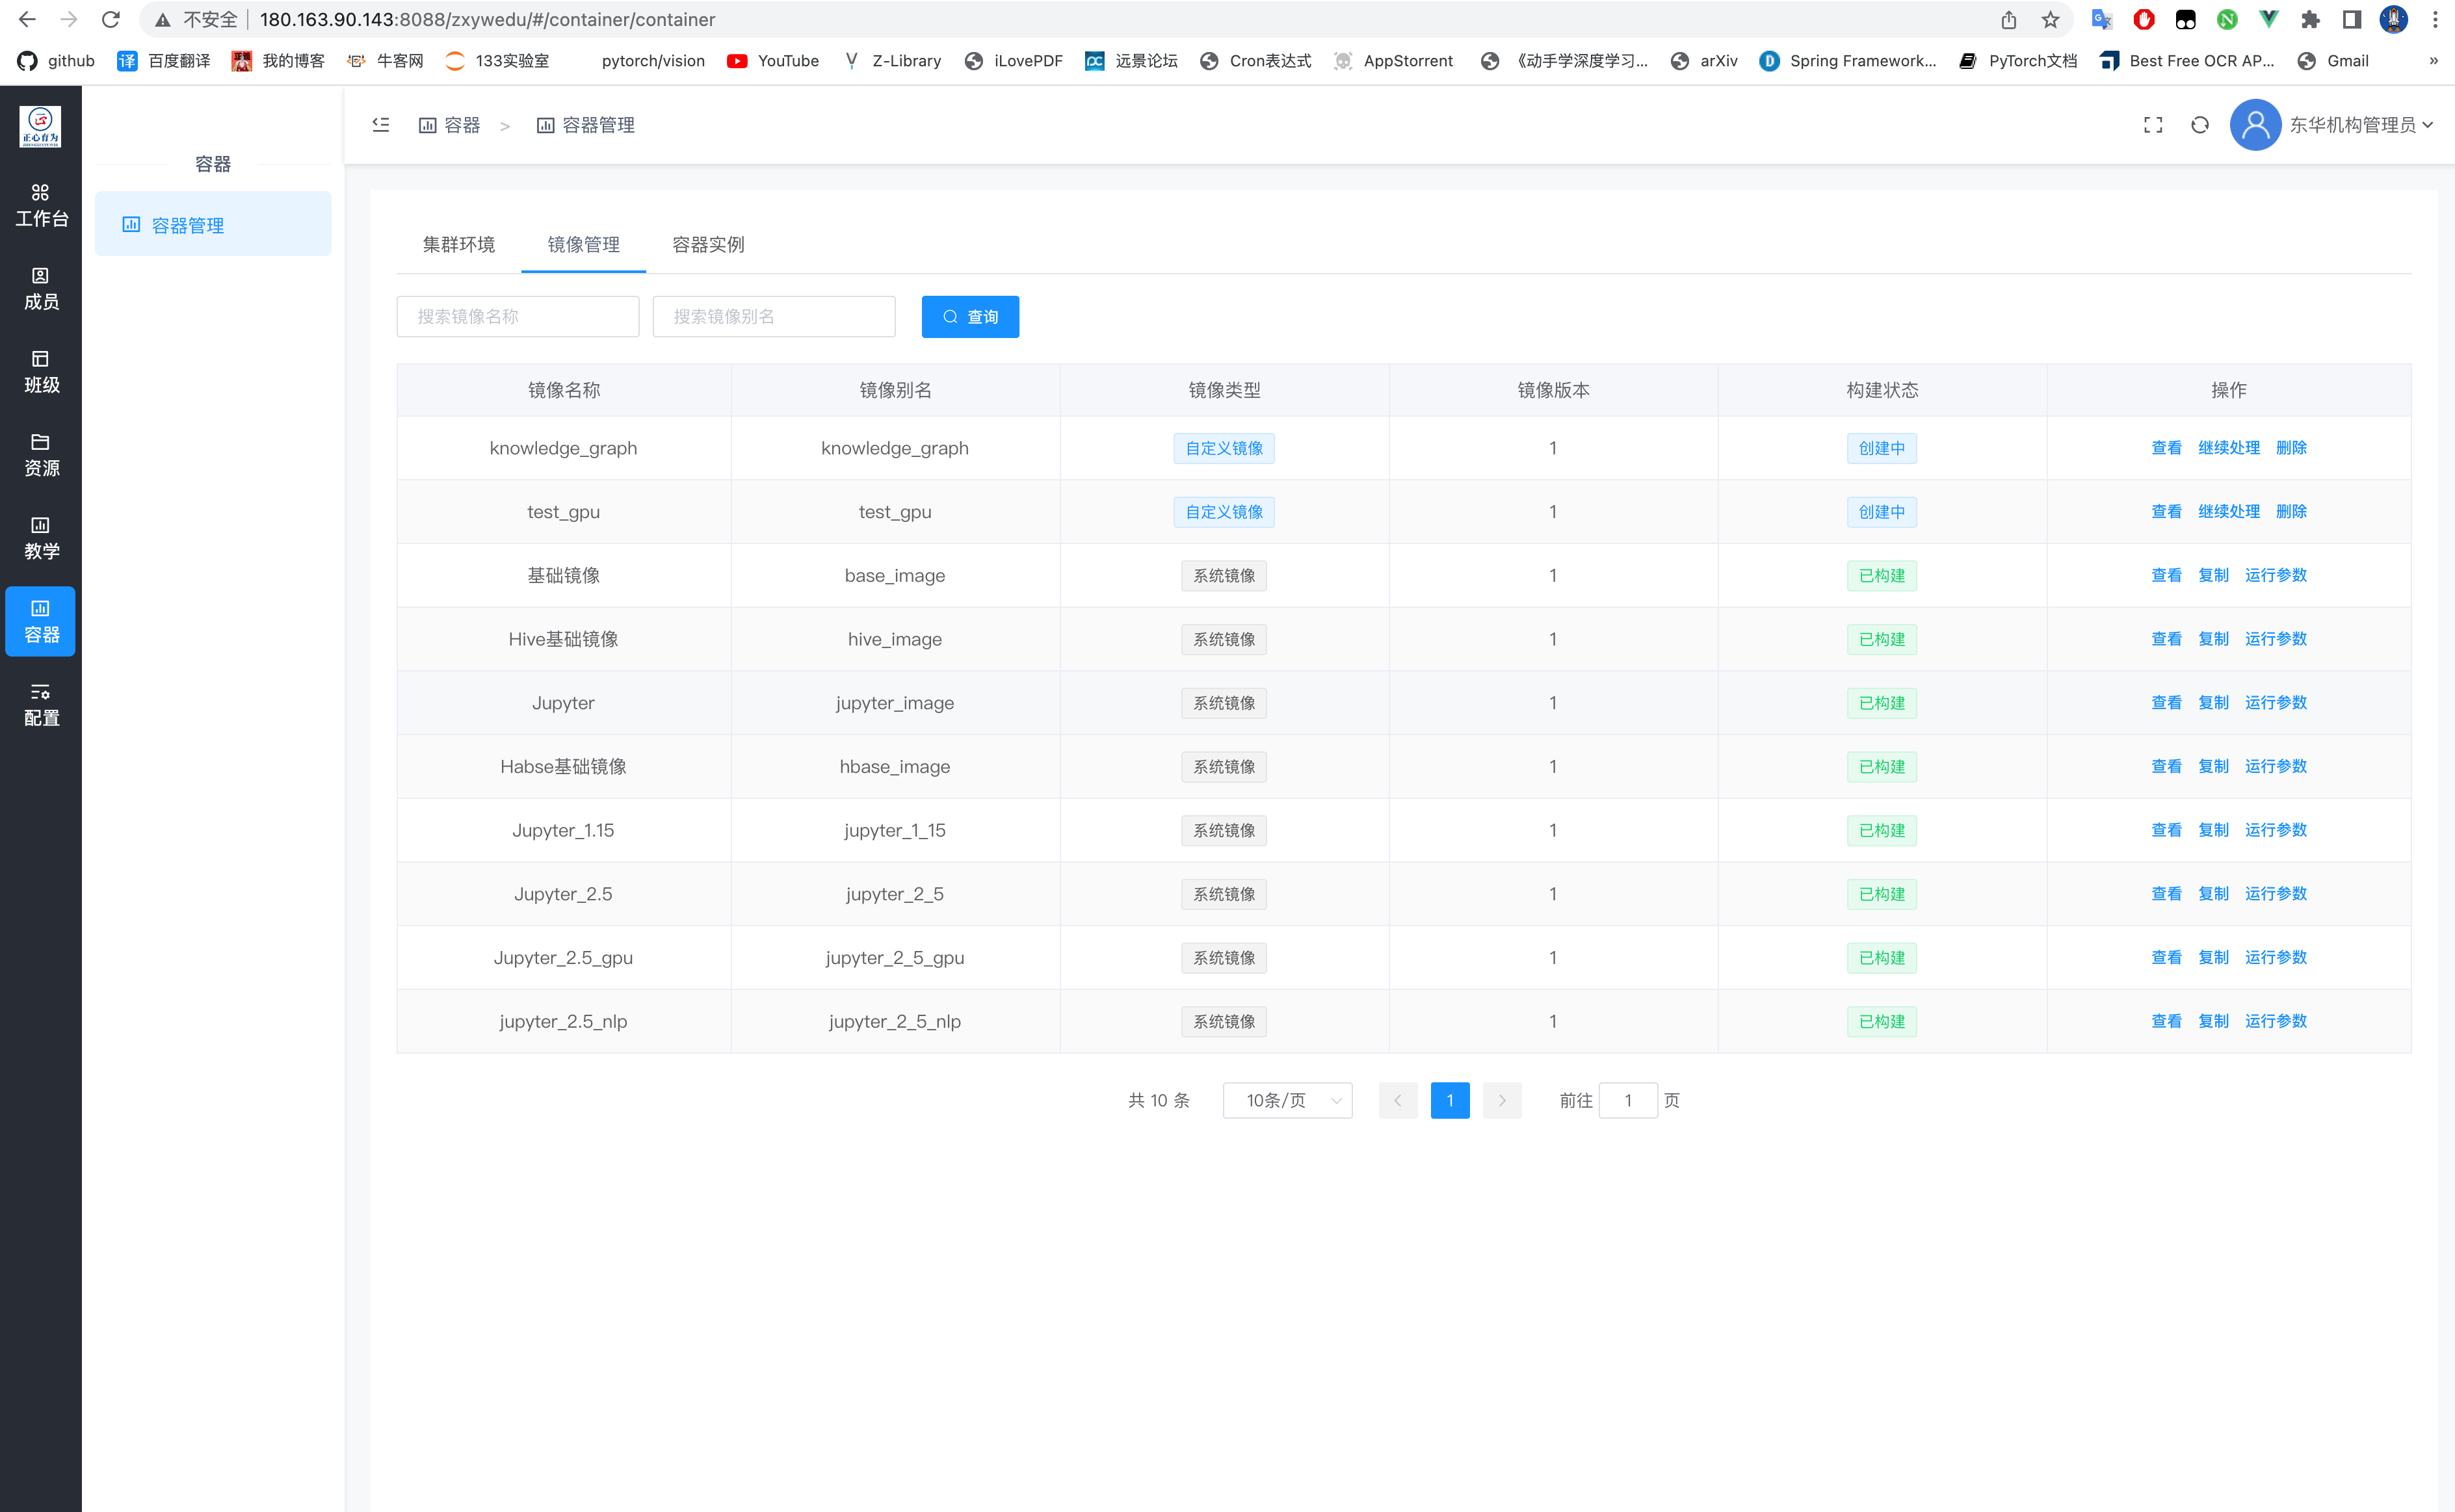 不安全 180.163.90.143:8088/zxywedu/#/container/container
github 百度翻译 我的博客 牛客网 133实验室 pytorch/vision YouTube Z-Library iLovePDF 远景论坛 Cron表达式 AppStorrent 《动手学深度学习... arXiv Spring Framework... PyTorch文档 Best Free OCR AP... Gmail »
正心育为
工作台
成员
班级
资源
教学
容器
配置
容器
容器管理
容器 > 容器管理
东华机构管理员
集群环境 镜像管理 容器实例
搜索镜像名称 搜索镜像别名 查询
镜像名称 镜像别名 镜像类型 镜像版本 构建状态 操作
knowledge_graph knowledge_graph 自定义镜像 1 创建中 查看 继续处理 删除
test_gpu test_gpu 自定义镜像 1 创建中 查看 继续处理 删除
基础镜像 base_image 系统镜像 1 已构建 查看 复制 运行参数
Hive基础镜像 hive_image 系统镜像 1 已构建 查看 复制 运行参数
Jupyter jupyter_image 系统镜像 1 已构建 查看 复制 运行参数
Habse基础镜像 hbase_image 系统镜像 1 已构建 查看 复制 运行参数
Jupyter_1.15 jupyter_1_15 系统镜像 1 已构建 查看 复制 运行参数
Jupyter_2.5 jupyter_2_5 系统镜像 1 已构建 查看 复制 运行参数
Jupyter_2.5_gpu jupyter_2_5_gpu 系统镜像 1 已构建 查看 复制 运行参数
jupyter_2.5_nlp jupyter_2_5_nlp 系统镜像 1 已构建 查看 复制 运行参数
共 10 条 10条/页 1 前往 1 页